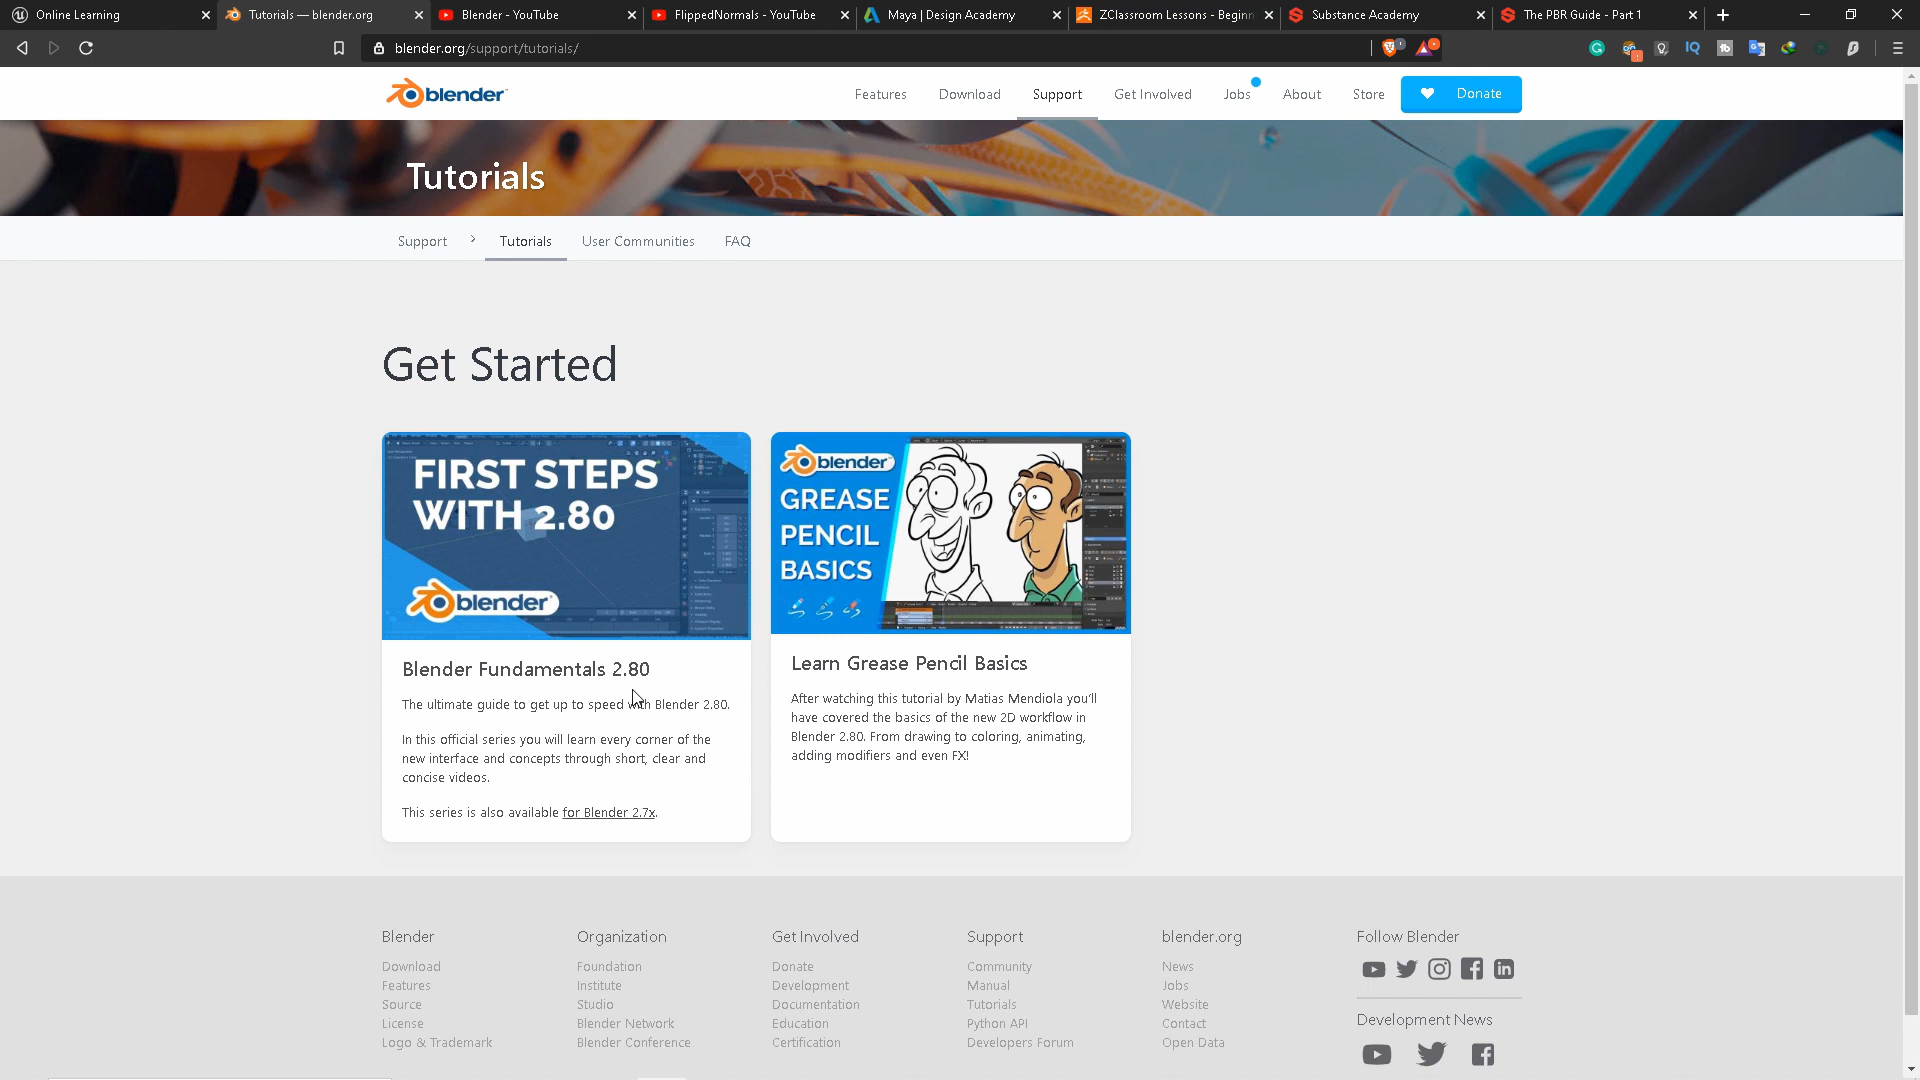 Online Learning
Tutorials — blender.org
Blender - YouTube
FlippedNormals - YouTube
Maya | Design Academy
ZClassroom Lessons - Beginn
Substance Academy
The PBR Guide - Part 1
blender.org/support/tutorials/
blender
Features
Download
Support
Get Involved
Jobs
About
Store
Donate
Tutorials
Support
Tutorials
User Communities
FAQ
Get Started
FIRST STEPS
WITH 2.80
blender
Blender Fundamentals 2.80
The ultimate guide to get up to speed with Blender 2.80.
In this official series you will learn every corner of the
new interface and concepts through short, clear and
concise videos.
This series is also available for Blender 2.7x.
blender
GREASE
PENCIL
BASICS
Learn Grease Pencil Basics
After watching this tutorial by Matias Mendiola you'll
have covered the basics of the new 2D workflow in
Blender 2.80. From drawing to coloring, animating,
adding modifiers and even FX!
Blender
Download
Features
Source
License
Logo & Trademark
Organization
Foundation
Institute
Studio
Blender Network
Blender Conference
Get Involved
Donate
Development
Documentation
Education
Certification
Support
Community
Manual
Tutorials
Python API
Developers Forum
blender.org
News
Jobs
Website
Contact
Open Data
Follow Blender
Development News